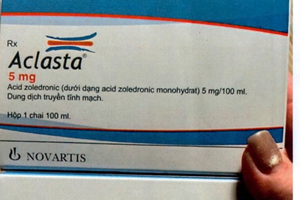 Rx
Aclasta®
5 mg
Acid zoledronic (dưới dạng acid zoledronic monohydrat) 5 mg/100 ml.
Dung dịch truyền tĩnh mạch.
Hộp 1 chai 100 ml.
NOVARTIS